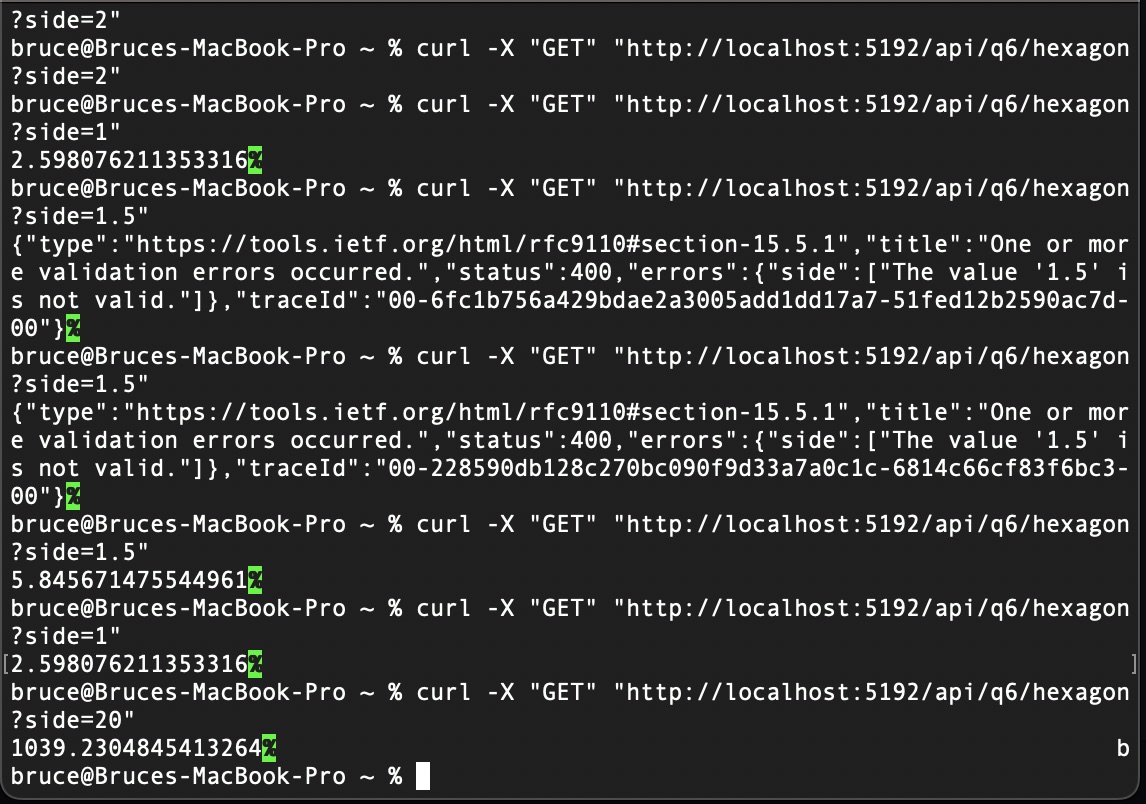 ?side=2"
bruce@Bruces-MacBook-Pro ~ % curl -X "GET" "http://localhost:5192/api/q6/hexagon
?side=2"
bruce@Bruces-MacBook-Pro ~ % curl -X "GET" "http://localhost:5192/api/q6/hexagon
?side=1"
2.598076211353316%
bruce@Bruces-MacBook-Pro ~ % curl -X "GET" "http://localhost:5192/api/q6/hexagon
?side=1.5"
{"type":"https://tools.ietf.org/html/rfc9110#section-15.5.1","title":"One or mor
e validation errors occurred.","status":400,"errors":{"side":["The value '1.5' i
s not valid."]},"traceId":"00-6fc1b756a429bdae2a3005add1dd17a7-51fed12b2590ac7d-
00"}%
bruce@Bruces-MacBook-Pro ~ % curl -X "GET" "http://localhost:5192/api/q6/hexagon
?side=1.5"
{"type":"https://tools.ietf.org/html/rfc9110#section-15.5.1","title":"One or mor
e validation errors occurred.","status":400,"errors":{"side":["The value '1.5' i
s not valid."]},"traceId":"00-228590db128c270bc090f9d33a7a0c1c-6814c66cf83f6bc3-
00"}%
bruce@Bruces-MacBook-Pro ~ % curl -X "GET" "http://localhost:5192/api/q6/hexagon
?side=1.5"
5.845671475544961%
bruce@Bruces-MacBook-Pro ~ % curl -X "GET" "http://localhost:5192/api/q6/hexagon
?side=1"
[2.598076211353316% ]
bruce@Bruces-MacBook-Pro ~ % curl -X "GET" "http://localhost:5192/api/q6/hexagon
?side=20"
1039.2304845413264% b
bruce@Bruces-MacBook-Pro ~ %